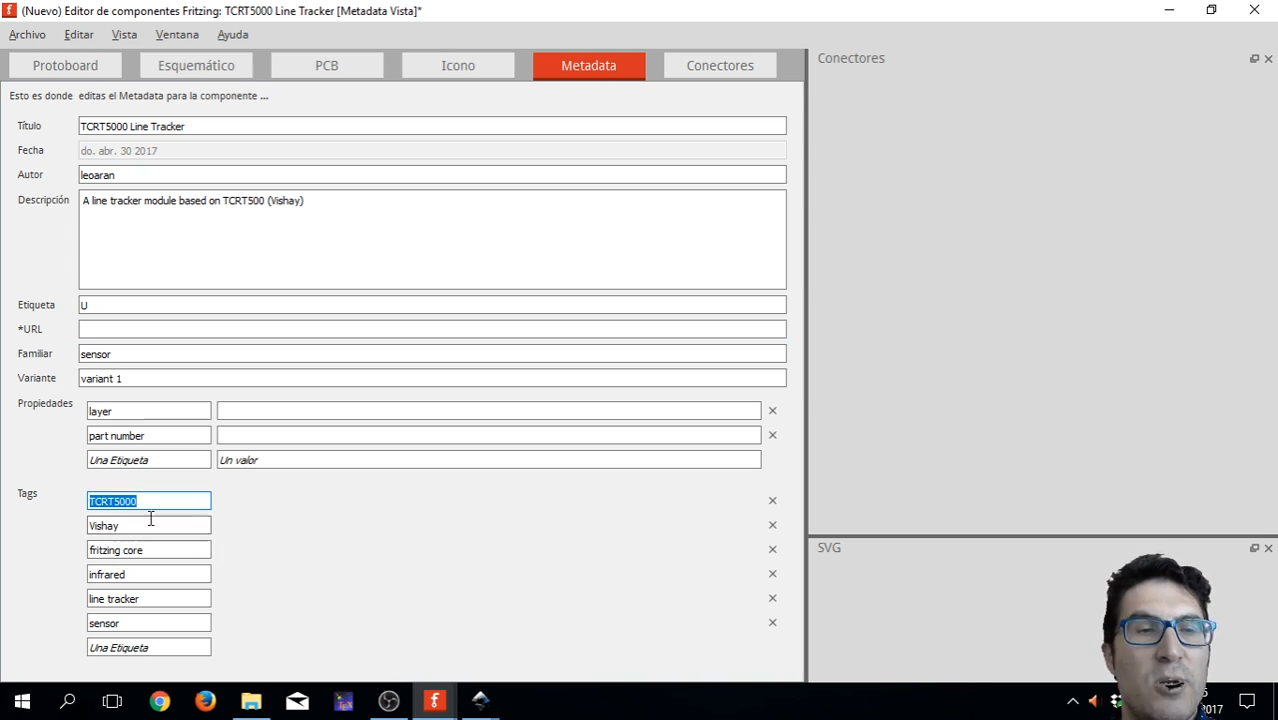 (Nuevo) Editor de componentes Fritzing: TCRT5000 Line Tracker [Metadata Vista]*
Archivo Editar Vista Ventana Ayuda
Protoboard Esquemático PCB Icono Metadata Conectores
Conectores
Esto es donde editas el Metadata para la componente ...
Título TCRT5000 Line Tracker
Fecha do. abr. 30 2017
Autor leoaran
Descripción A line tracker module based on TCRT500 (Vishay)
Etiqueta U
*URL
Familiar sensor
Variante variant 1
Propiedades
layer
part number
Una Etiqueta Un valor
Tags
TCRT5000
Vishay
fritzing core
infrared
line tracker
sensor
Una Etiqueta
SVG
2017